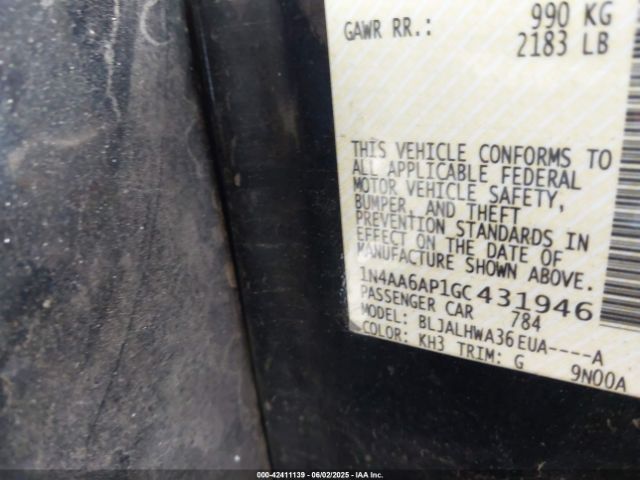 GAWR RR.: 990 KG
2183 LB
THIS VEHICLE CONFORMS TO
ALL APPLICABLE FEDERAL
MOTOR VEHICLE SAFETY,
BUMPER, AND THEFT
PREVENTION STANDARDS IN
EFFECT ON THE DATE OF
MANUFACTURE SHOWN ABOVE.
1N4AA6AP1GC431946
PASSENGER CAR 784
MODEL: BLJALHWA36EUA----A
COLOR: KH3 TRIM: G 9N00A
000-42411139 - 06/02/2025 - IAA Inc.